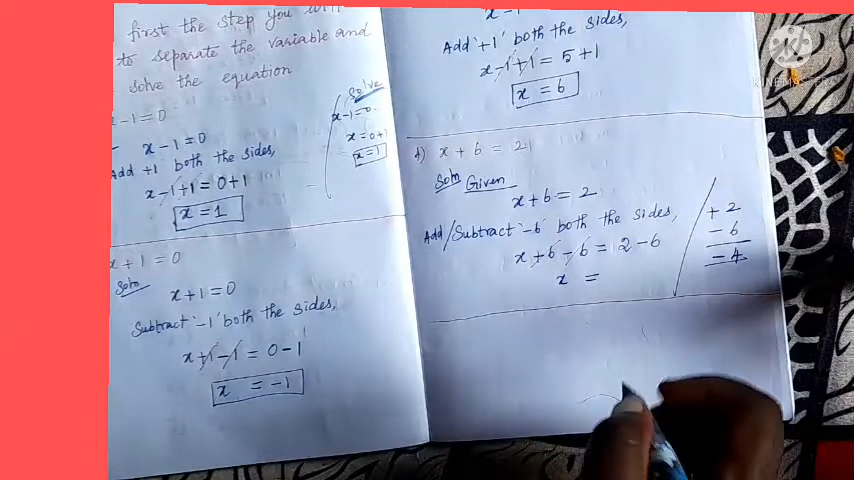 first the step you will
to separate the variable and
solve the equation
x-1=0
x-1=0
Add +1 both the sides,
x-1+1=0+1
x=1
Solve
x-1=0.
x=0+1
x=1
x+1=0
Soln
x+1=0
Subtract '-1' both the sides,
x+1-1=0-1
x = -1
x-1
Add '+1' both the sides,
x-1+1=5+1
x=6
4) x+6=2
Soln Given
x+6=2
Add/Subtract '-6' both the sides,
x+6-6=2-6
x =
+2
-6
-4
KINEMASTER